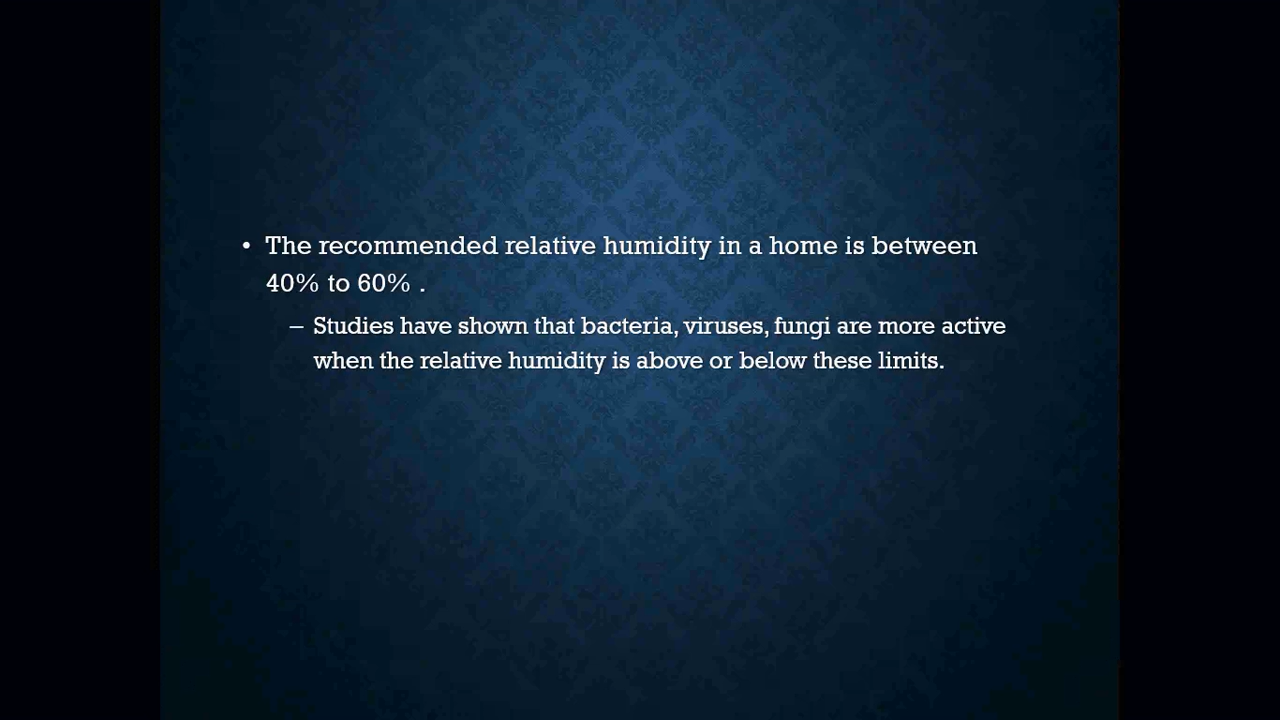 • The recommended relative humidity in a home is between
40% to 60% .
– Studies have shown that bacteria, viruses, fungi are more active
when the relative humidity is above or below these limits.